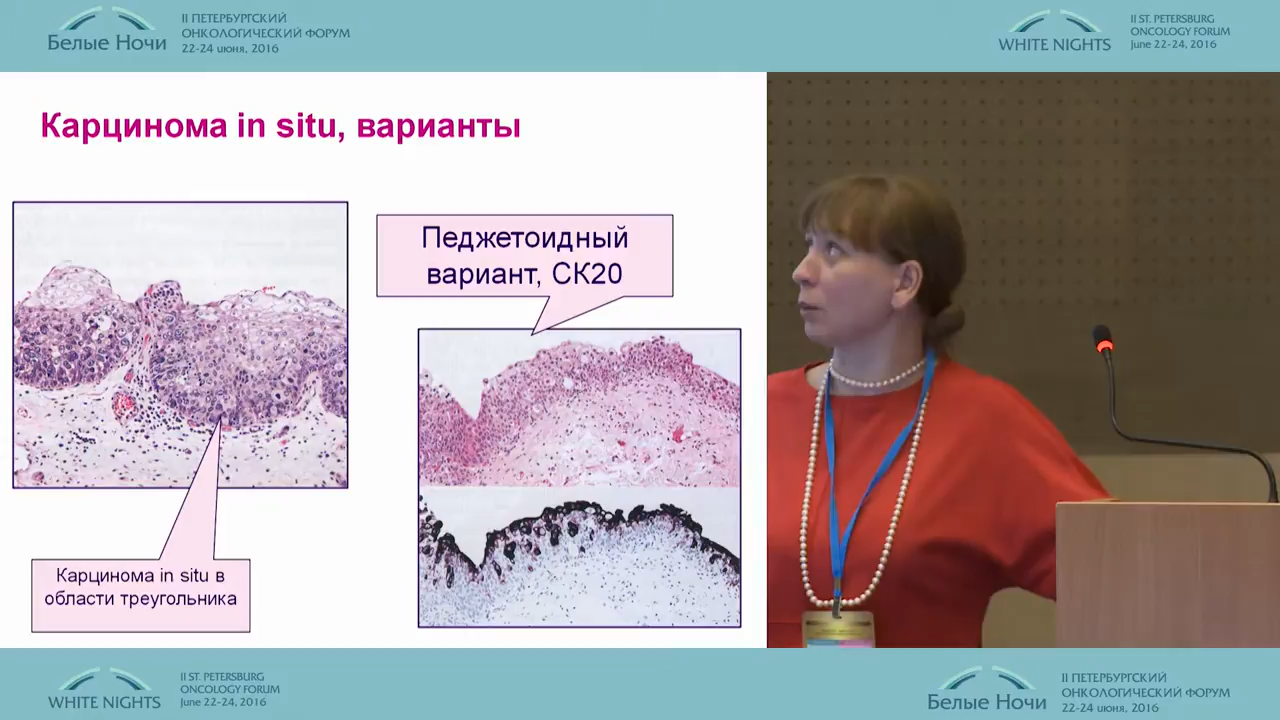 Белые Ночи
II ПЕТЕРБУРГСКИЙ
ОНКОЛОГИЧЕСКИЙ ФОРУМ
22-24 июня, 2016
WHITE NIGHTS
II ST. PETERSBURG
ONCOLOGY FORUM
June 22-24, 2016
Карцинома in situ, варианты
Педжетоидный
вариант, СК20
Карцинома in situ в
области треугольника
WHITE NIGHTS
II ST. PETERSBURG
ONCOLOGY FORUM
June 22-24, 2016
Белые Ночи
II ПЕТЕРБУРГСКИЙ
ОНКОЛОГИЧЕСКИЙ ФОРУМ
22-24 июня, 2016